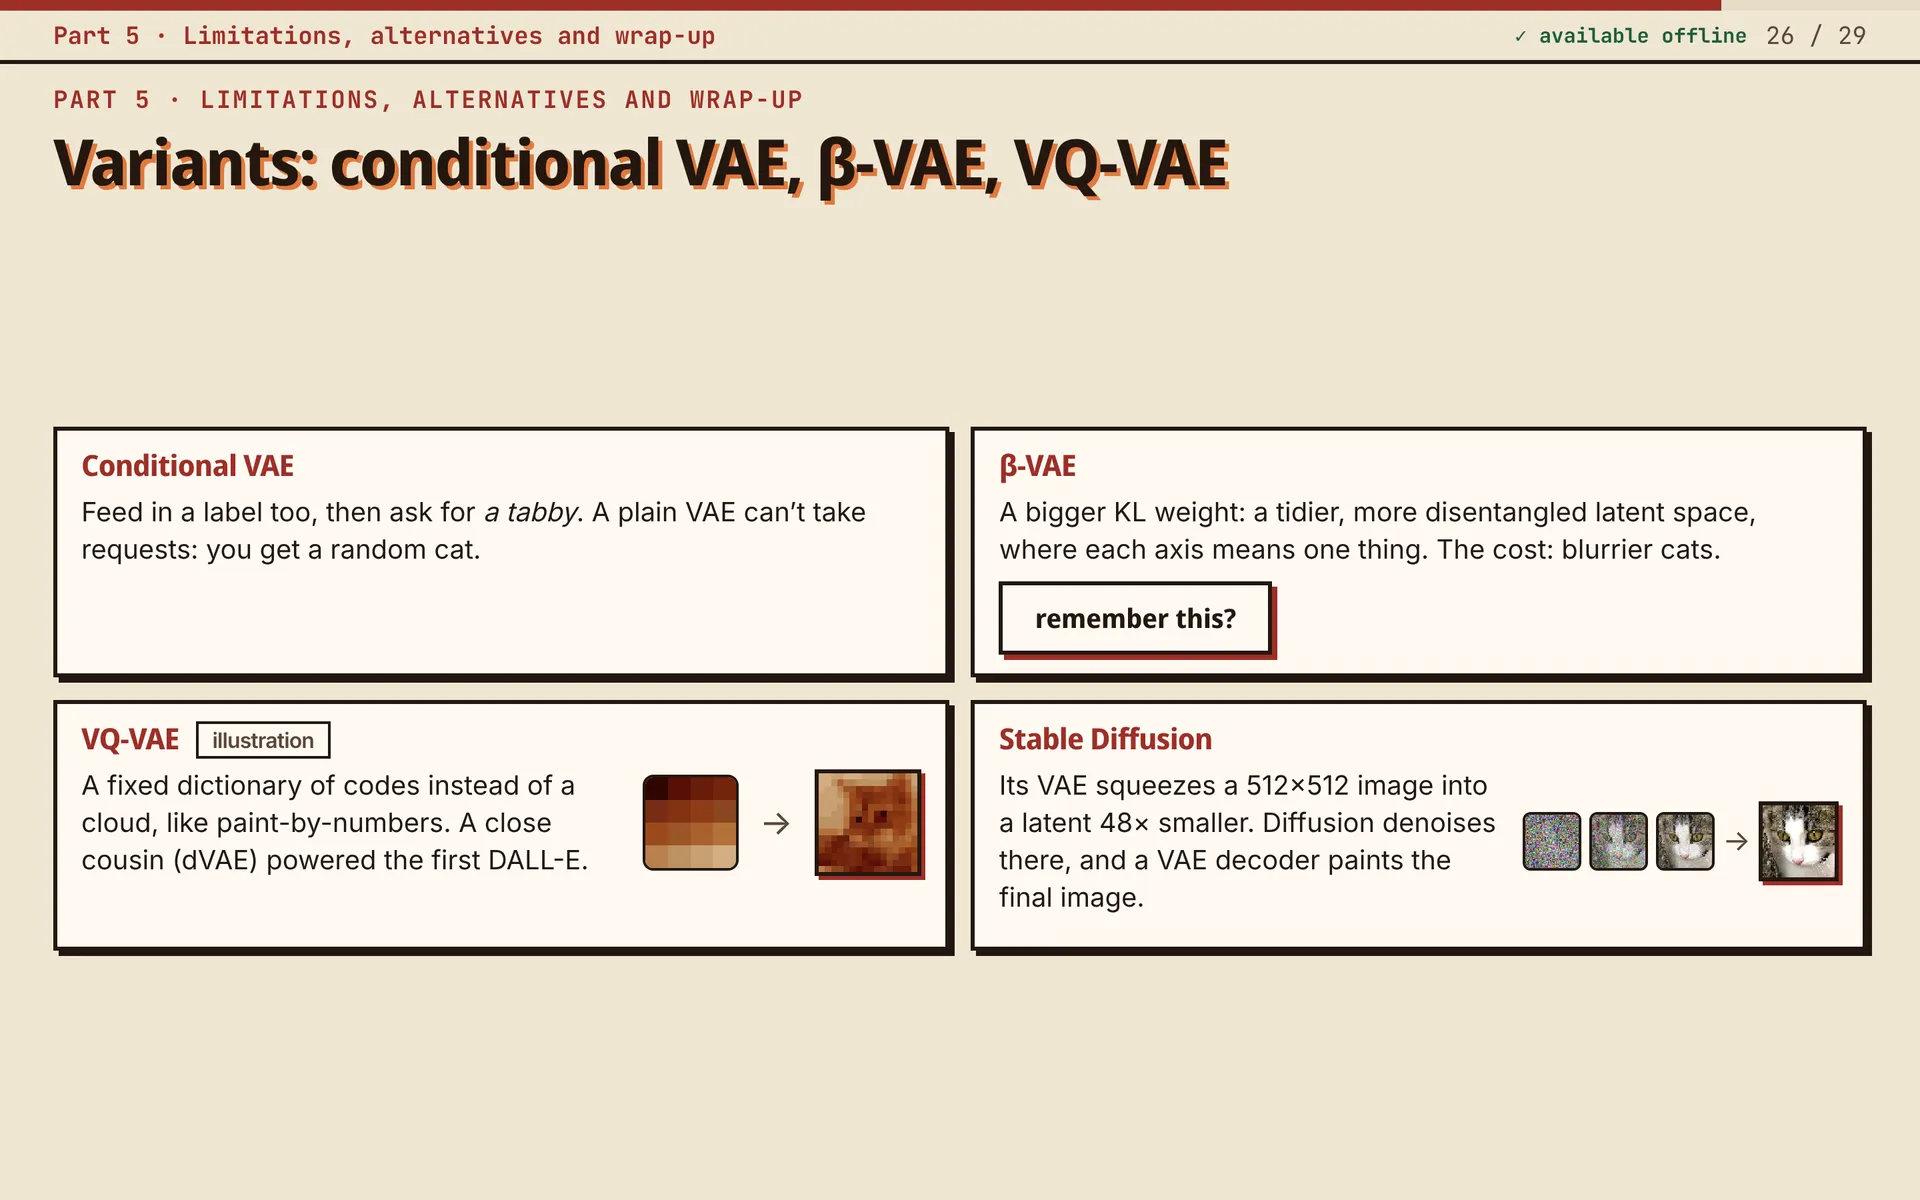 Part 5 · Limitations, alternatives and wrap-up
✓ available offline 26 / 29
PART 5 · LIMITATIONS, ALTERNATIVES AND WRAP-UP
Variants: conditional VAE, β-VAE, VQ-VAE
Conditional VAE
Feed in a label too, then ask for a tabby. A plain VAE can’t take
requests: you get a random cat.
β-VAE
A bigger KL weight: a tidier, more disentangled latent space,
where each axis means one thing. The cost: blurrier cats.
remember this?
VQ-VAE illustration
A fixed dictionary of codes instead of a
cloud, like paint-by-numbers. A close
cousin (dVAE) powered the first DALL-E.
→
Stable Diffusion
Its VAE squeezes a 512×512 image into
a latent 48× smaller. Diffusion denoises
there, and a VAE decoder paints the
final image.
→